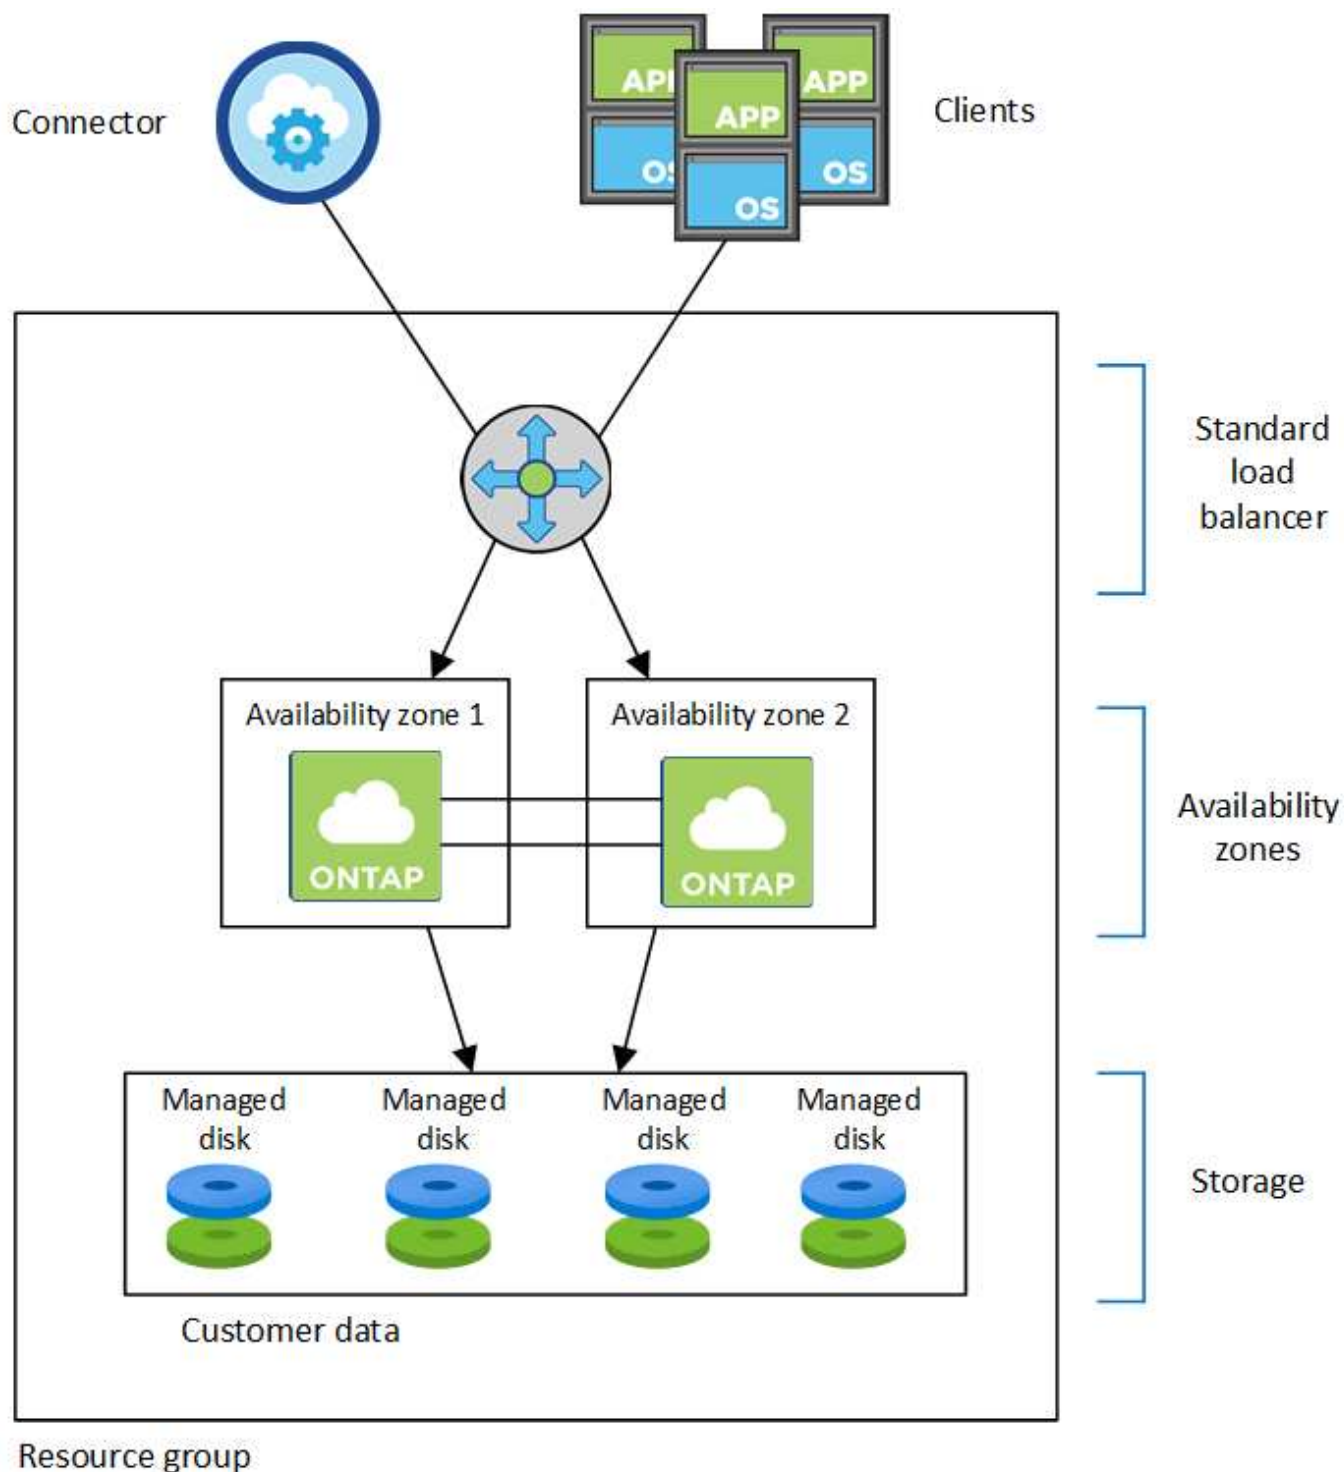 Connector
APP
APP
APP
OS
OS
OS
Clients
Standard
load
balancer
Availability zone 1
Availability zone 2
ONTAP
ONTAP
Availability
zones
Managed
disk
Managed
disk
Managed
disk
Managed
disk
Storage
Customer data
Resource group